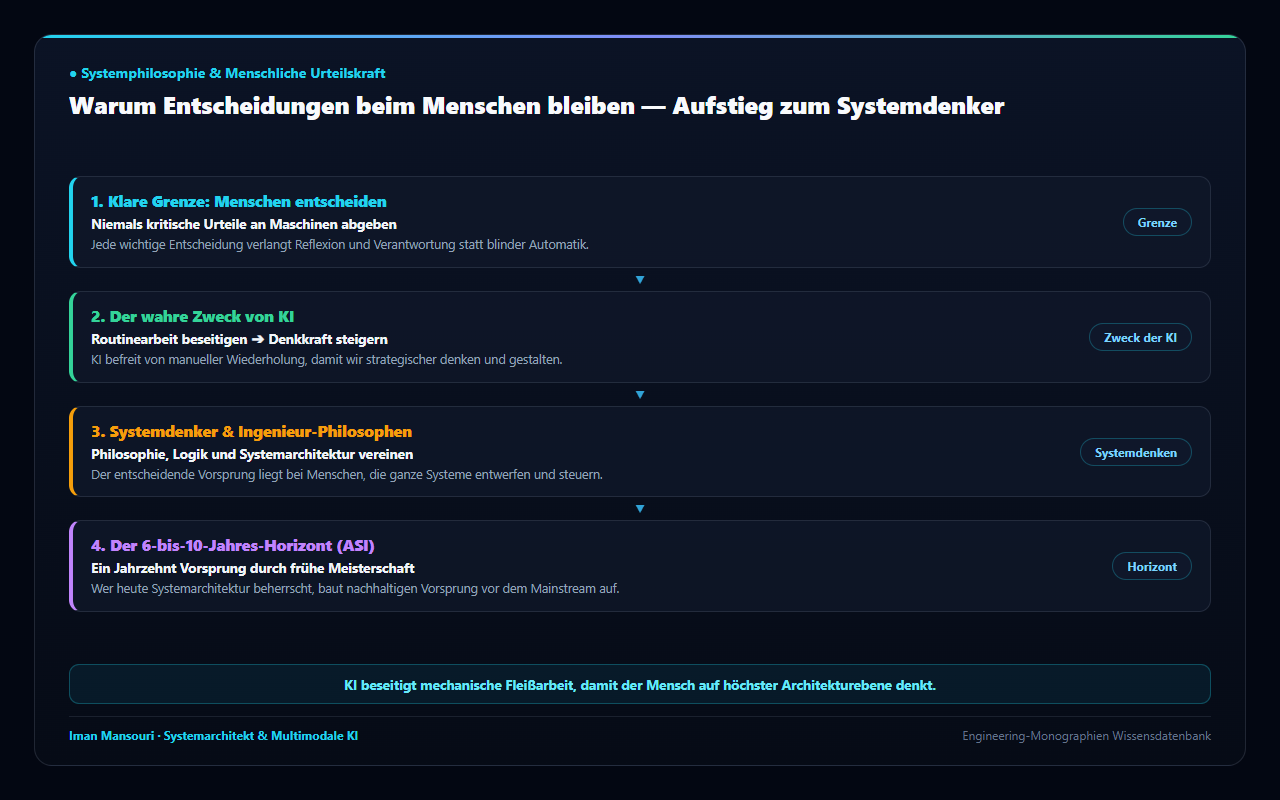 • Systemphilosophie & Menschliche Urteilskraft
Warum Entscheidungen beim Menschen bleiben — Aufstieg zum Systemdenker
1. Klare Grenze: Menschen entscheiden
Niemals kritische Urteile an Maschinen abgeben
Jede wichtige Entscheidung verlangt Reflexion und Verantwortung statt blinder Automatik.
Grenze
▼
2. Der wahre Zweck von KI
Routinearbeit beseitigen ➔ Denkkraft steigern
KI befreit von manueller Wiederholung, damit wir strategischer denken und gestalten.
Zweck der KI
▼
3. Systemdenker & Ingenieur-Philosophen
Philosophie, Logik und Systemarchitektur vereinen
Der entscheidende Vorsprung liegt bei Menschen, die ganze Systeme entwerfen und steuern.
Systemdenken
▼
4. Der 6-bis-10-Jahres-Horizont (ASI)
Ein Jahrzehnt Vorsprung durch frühe Meisterschaft
Wer heute Systemarchitektur beherrscht, baut nachhaltigen Vorsprung vor dem Mainstream auf.
Horizont
KI beseitigt mechanische Fleißarbeit, damit der Mensch auf höchster Architekturebene denkt.
Iman Mansouri · Systemarchitekt & Multimodale KI
Engineering-Monographien Wissensdatenbank